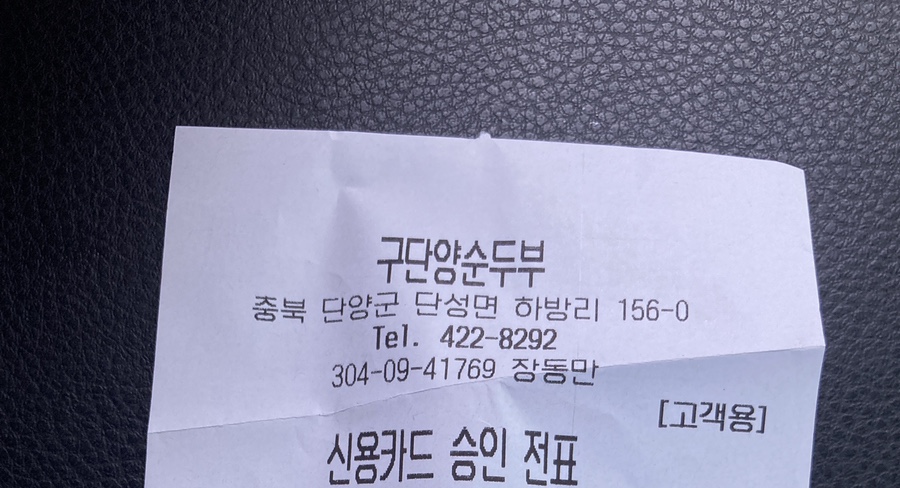 구단양순두부
충북 단양군 단성면 하방리 156-0
Tel. 422-8292
304-09-41769 장동만
[고객용]
신용카드 승인 전표